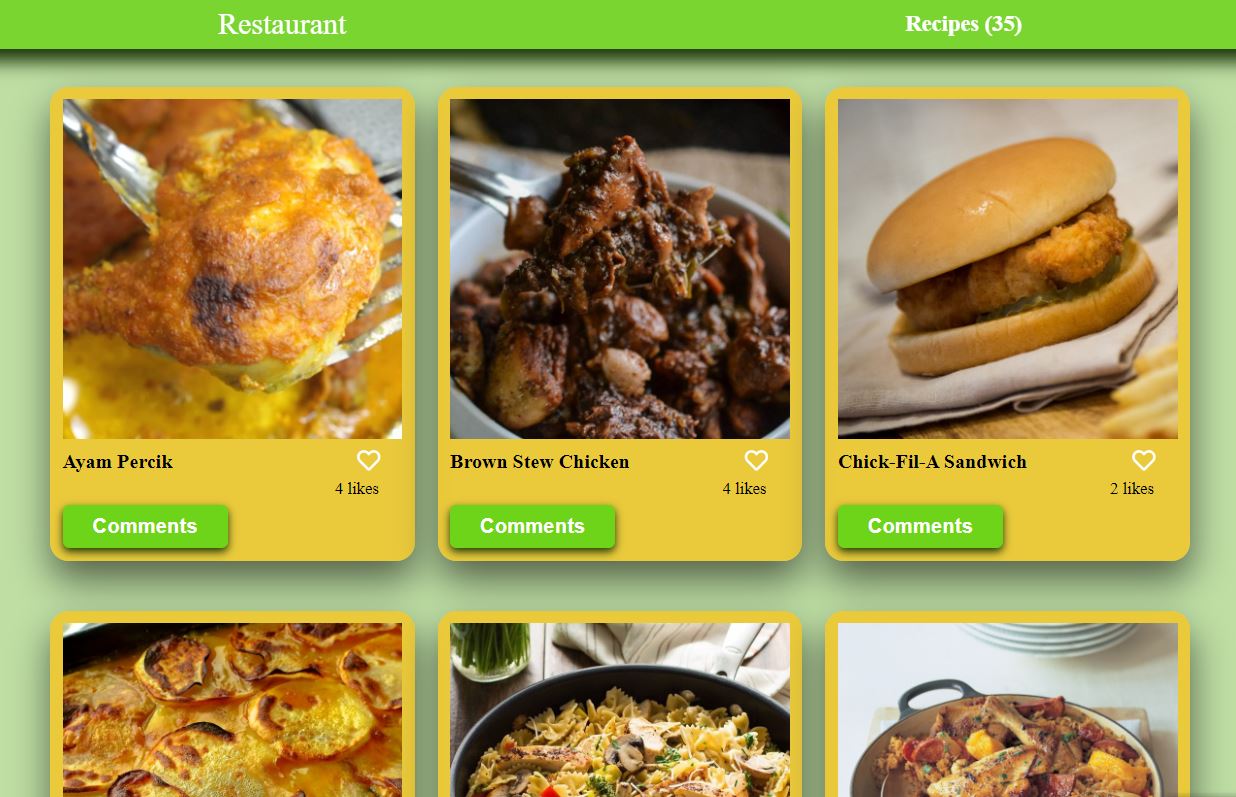 Restaurant
Recipes (35)
Ayam Percik
4 likes
Comments
Brown Stew Chicken
4 likes
Comments
Chick-Fil-A Sandwich
2 likes
Comments